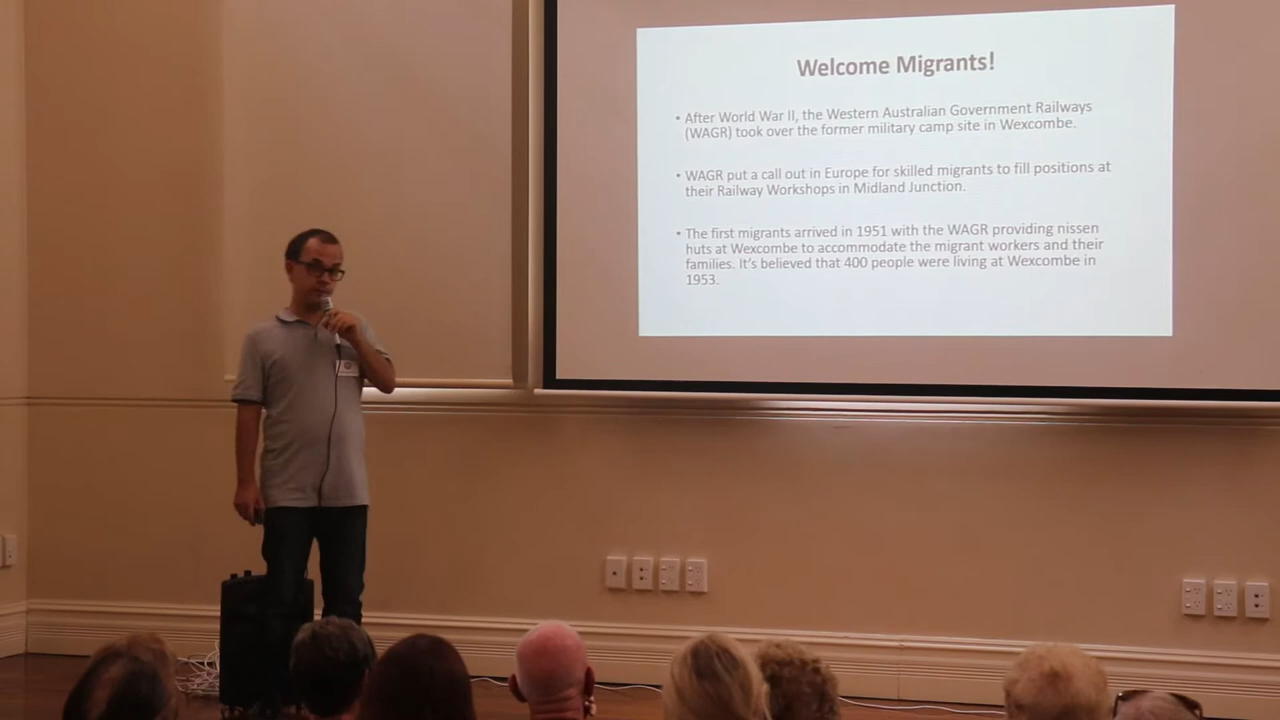 Welcome Migrants!
• After World War II, the Western Australian Government Railways
(WAGR) took over the former military camp site in Wexcombe.
• WAGR put a call out in Europe for skilled migrants to fill positions at
their Railway Workshops in Midland Junction.
• The first migrants arrived in 1951 with the WAGR providing nissen
huts at Wexcombe to accommodate the migrant workers and their
families. It's believed that 400 people were living at Wexcombe in
1953.